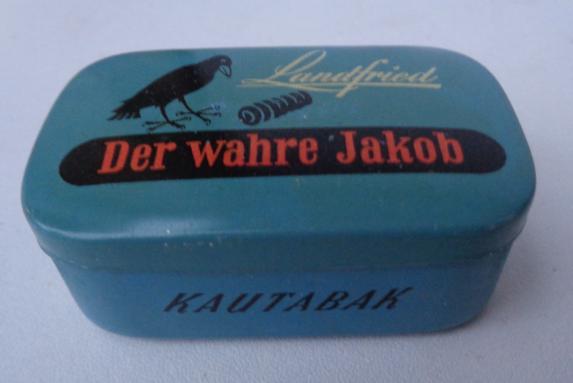 Landfried
Der wahre Jakob
KAUTABAK